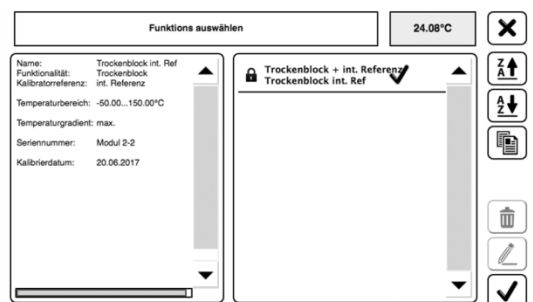 Funktions auswählen
24.08°C
Name: Trockenblock int. Ref
Funktionalität: Trockenblock
Kalibratorreferenz: int. Referenz
Temperaturbereich: -50.00...150.00°C
Temperaturgradient: max.
Seriennummer: Modul 2-2
Kalibrierdatum: 20.06.2017
Trockenblock + int. Referenz
Trockenblock int. Ref
Z
A
A
Z